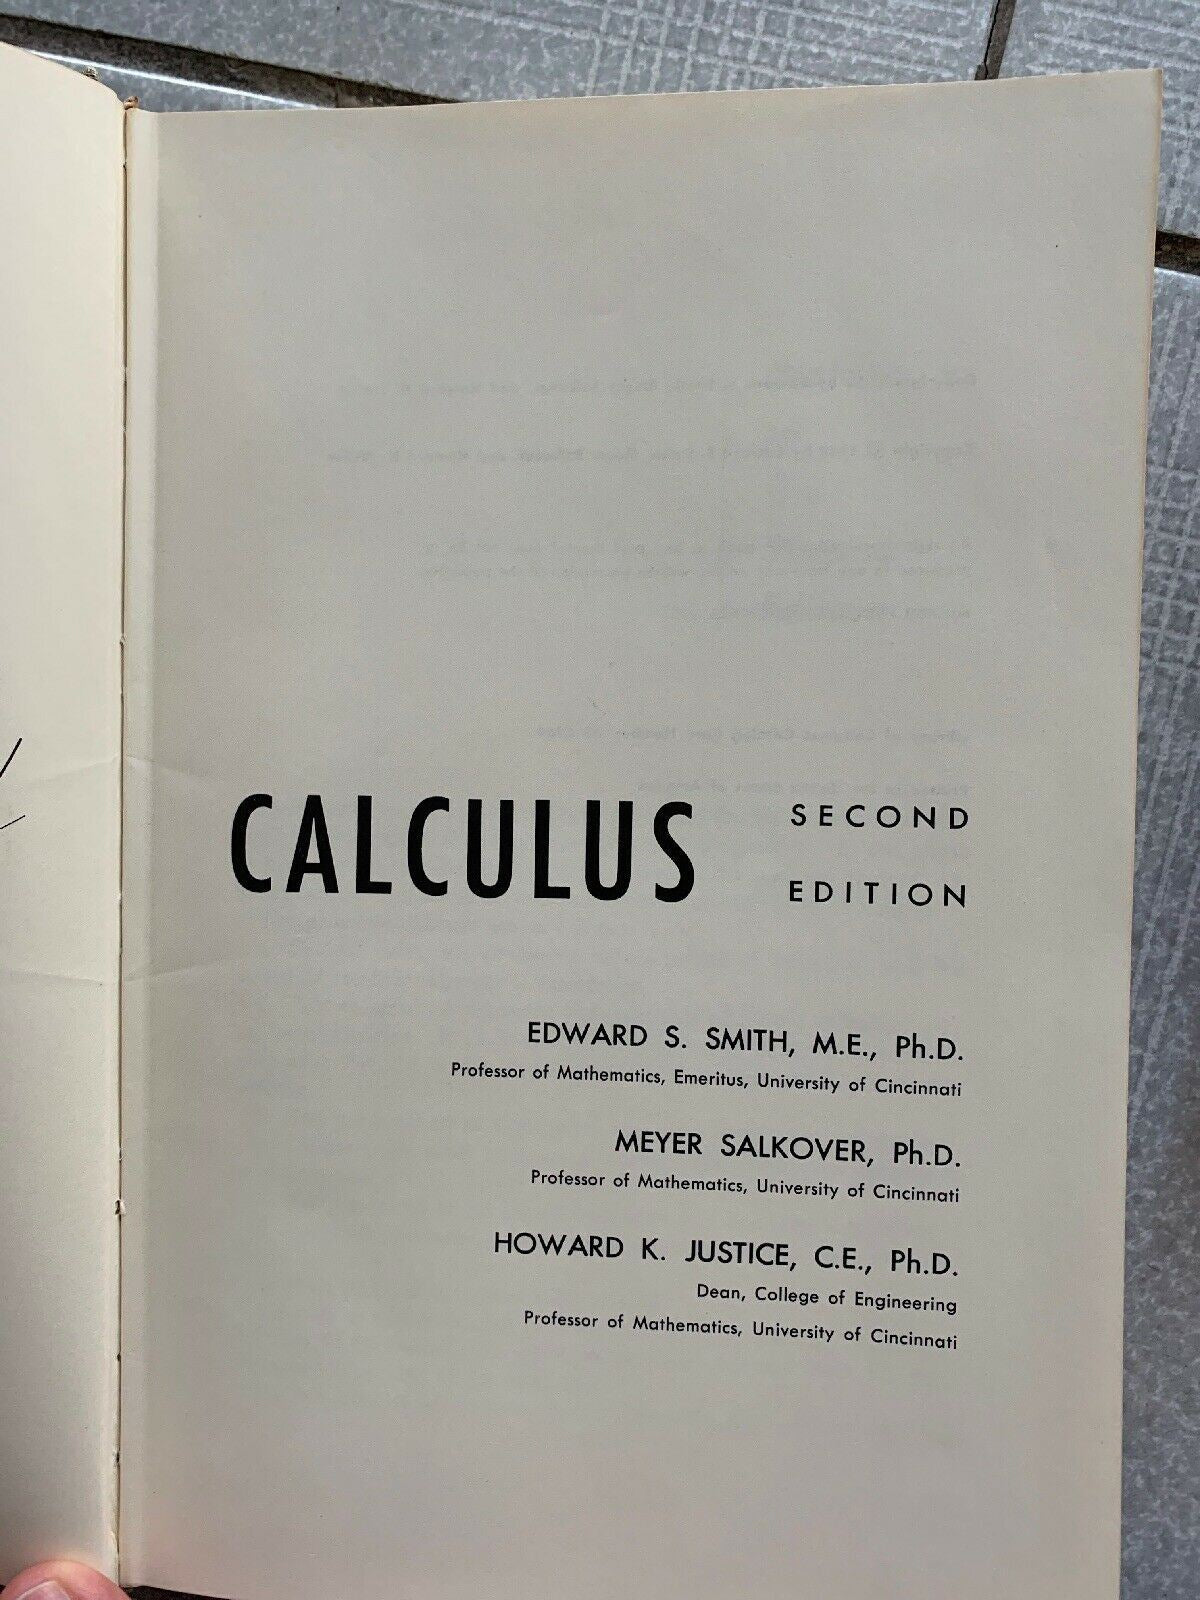 CALCULUS SECOND
EDITION
EDWARD S. SMITH, M.E., Ph.D.
Professor of Mathematics, Emeritus, University of Cincinnati
MEYER SALKOVER, Ph.D.
Professor of Mathematics, University of Cincinnati
HOWARD K. JUSTICE, C.E., Ph.D.
Dean, College of Engineering
Professor of Mathematics, University of Cincinnati